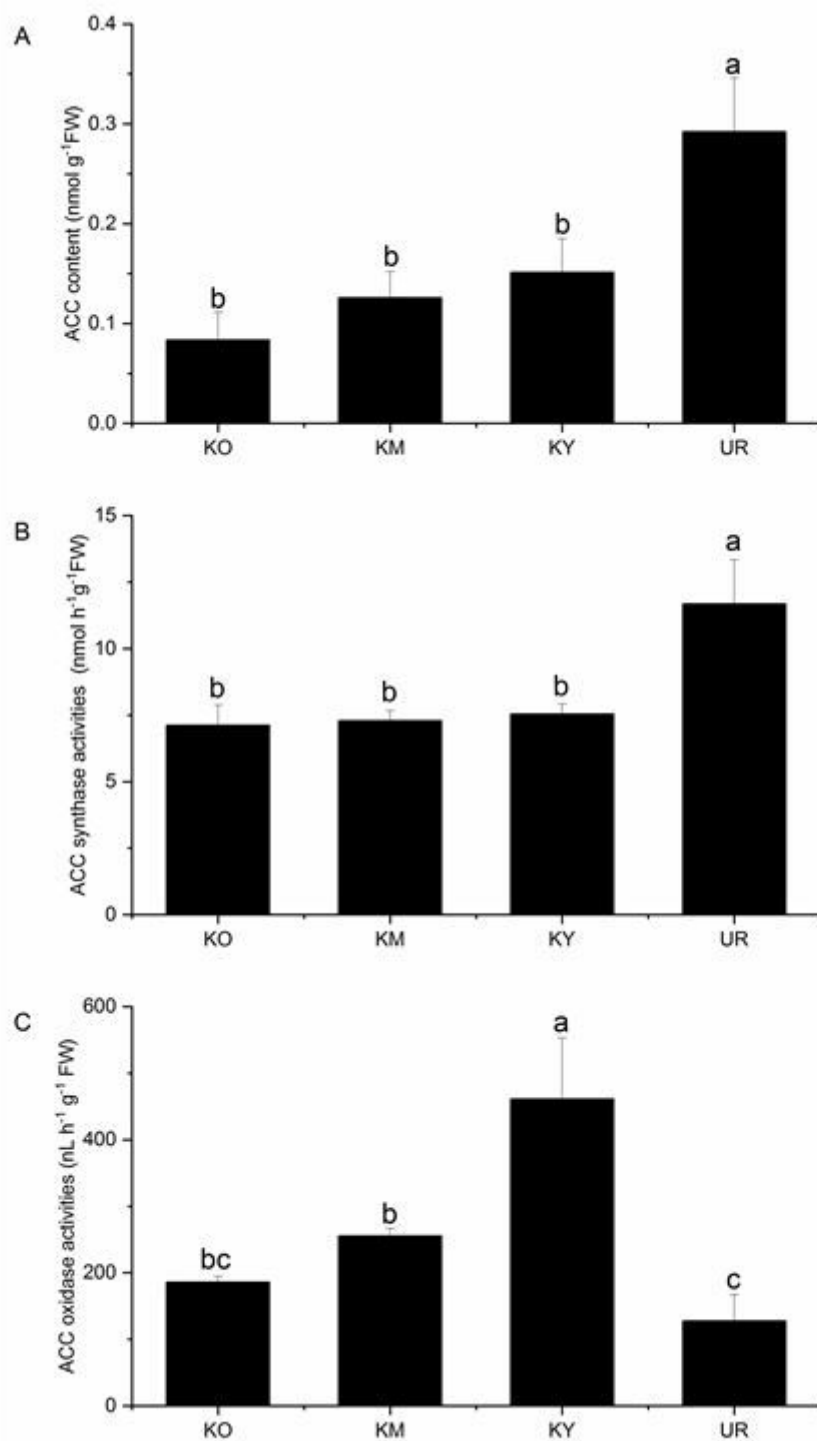 A
ACC content (nmol g⁻¹FW)
0.4
0.3
0.2
0.1
0.0
b
b
b
a
KO KM KY UR
B
ACC synthase activities (nmol h⁻¹g⁻¹FW)
15
10
5
0
b
b
b
a
KO KM KY UR
C
ACC oxidase activities (nL h⁻¹ g⁻¹ FW)
600
400
200
0
bc
b
a
c
KO KM KY UR